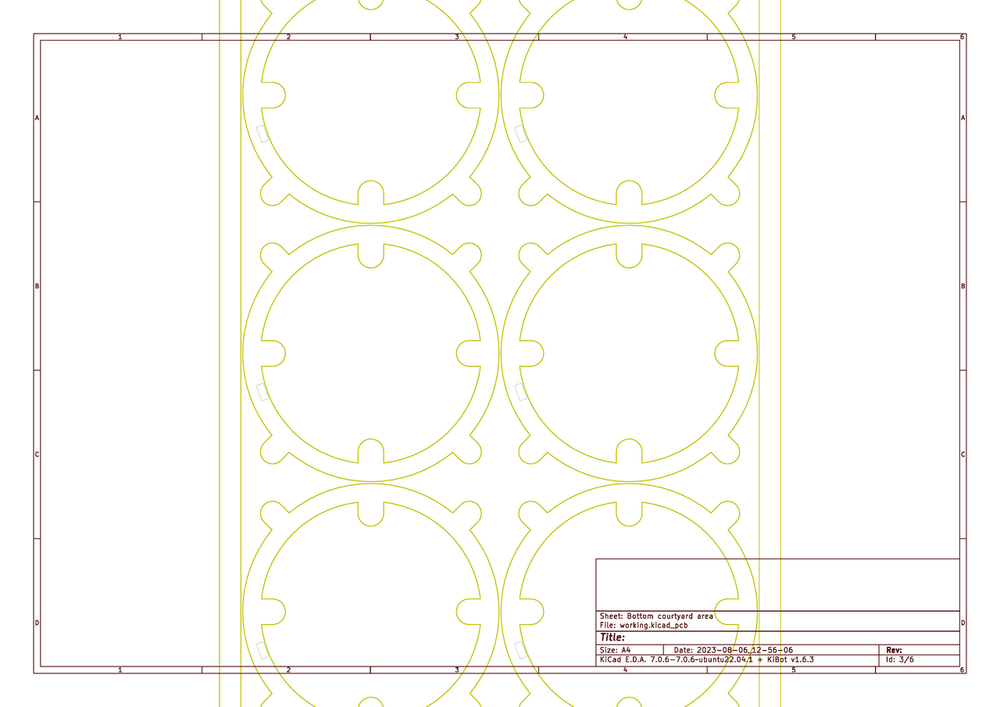 1 2 3 4 5 6
A A
B B
C C
D D
Sheet: Bottom courtyard area
File: working.kicad_pcb
Title:
Size: A4 Date: 2023-08-06_12-56-06 Rev:
KiCad E.D.A. 7.0.6-7.0.6-ubuntu22.04.1 + KiBot v1.6.3 Id: 3/6
1 2 3 4 5 6